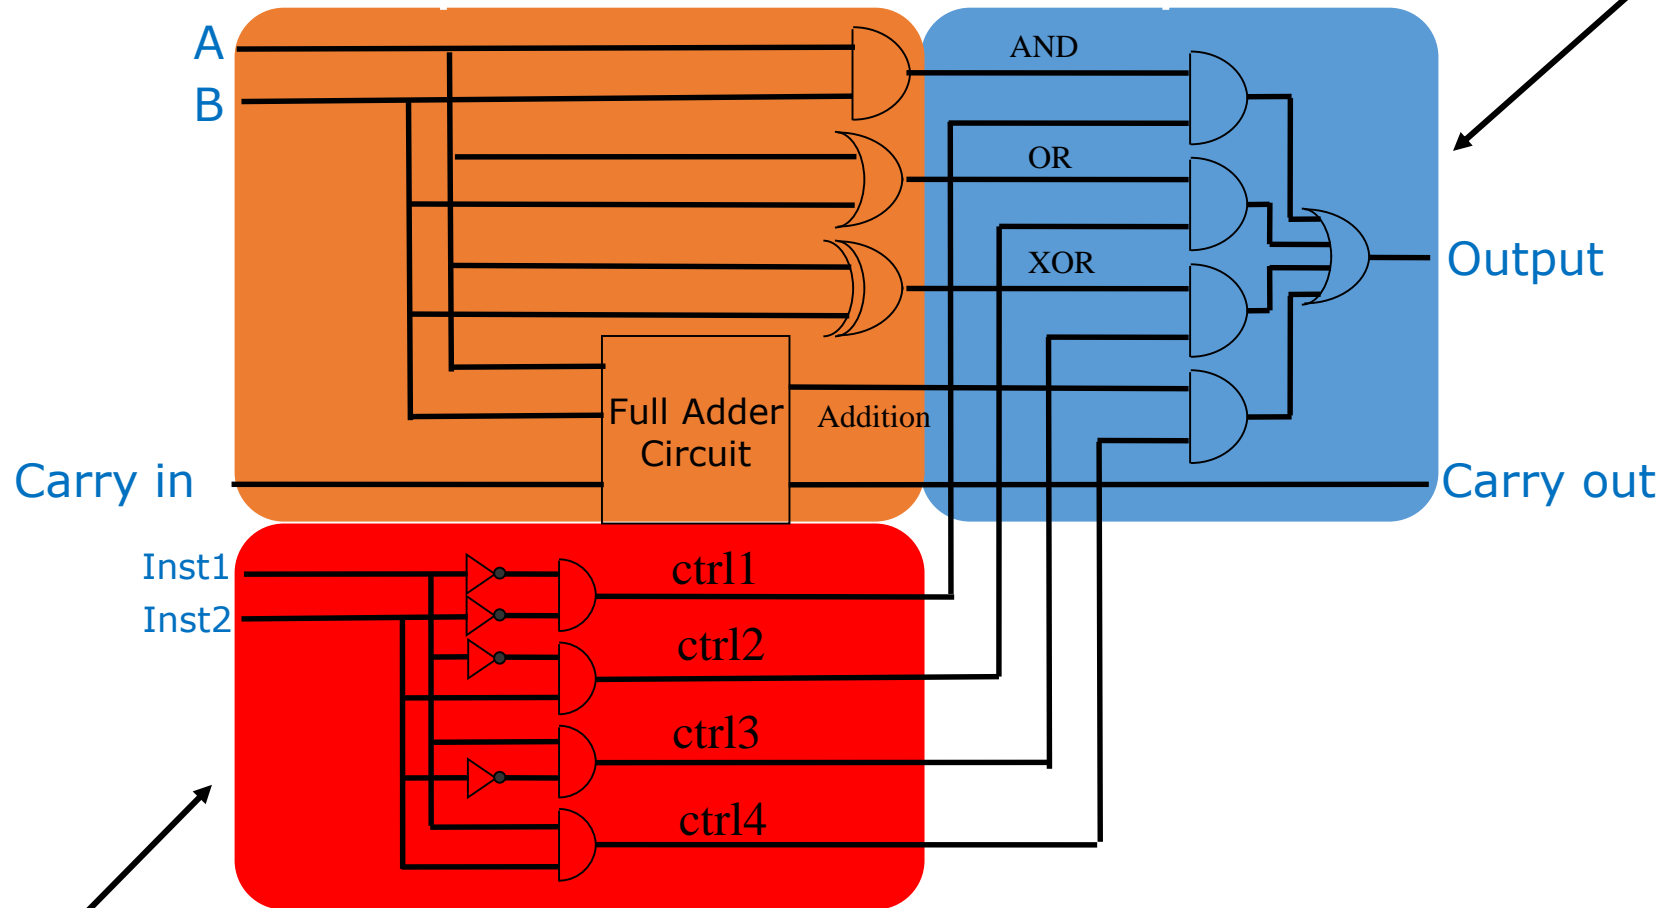 A
AND
B
OR
XOR
Output
Full Adder
Circuit
Addition
Carry in
Carry out
Inst1
ctrl1
Inst2
ctrl2
ctrl3
ctrl4